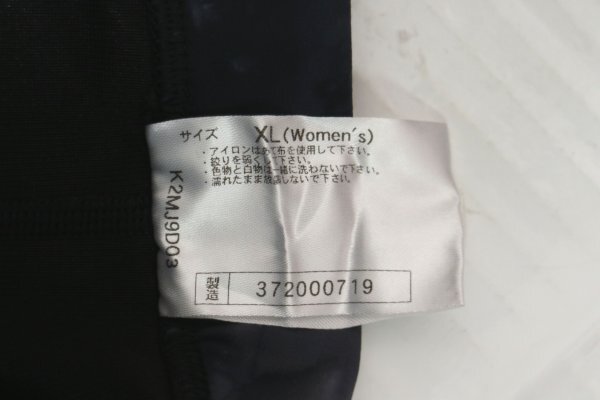 サイズ XL(Women's)
・アイロンはあて布を使用して下さい。
・絞りを弱くして下さい。
・色物と白物は一緒に洗わないで下さい。
・濡れたまま放置しないで下さい。
K2MJ9D03
製造 372000719